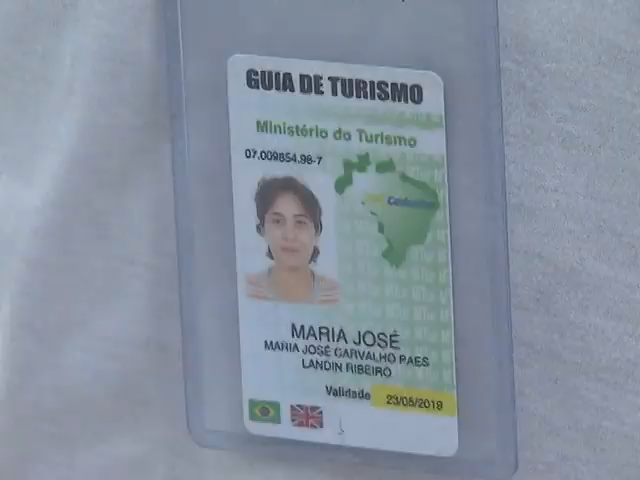 GUIA DE TURISMO
Ministério do Turismo
07.009854.98-7
MARIA JOSÉ
MARIA JOSÉ CARVALHO PAES
LANDIN RIBEIRO
Validade 23/05/2019